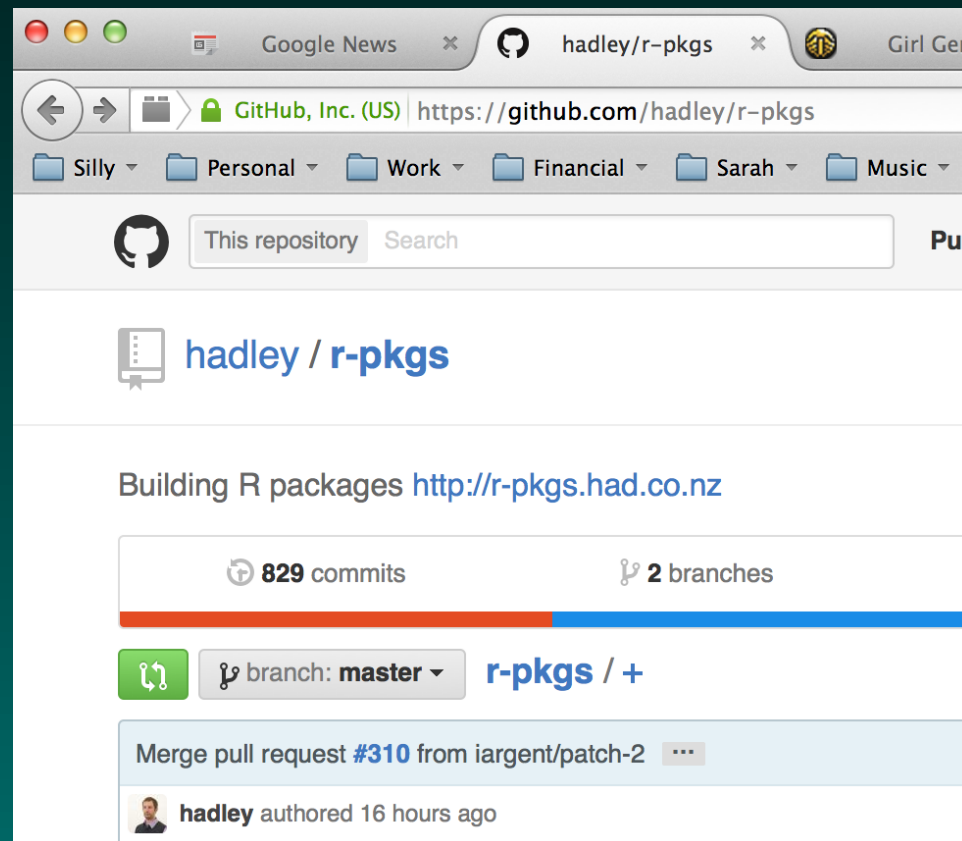 Google News hadley/r-pkgs Girl Ge
GitHub, Inc. (US) https://github.com/hadley/r-pkgs
Silly Personal Work Financial Sarah Music
This repository Search Pu
hadley / r-pkgs
Building R packages http://r-pkgs.had.co.nz
829 commits 2 branches
branch: master r-pkgs / +
Merge pull request #310 from iargent/patch-2 ...
hadley authored 16 hours ago